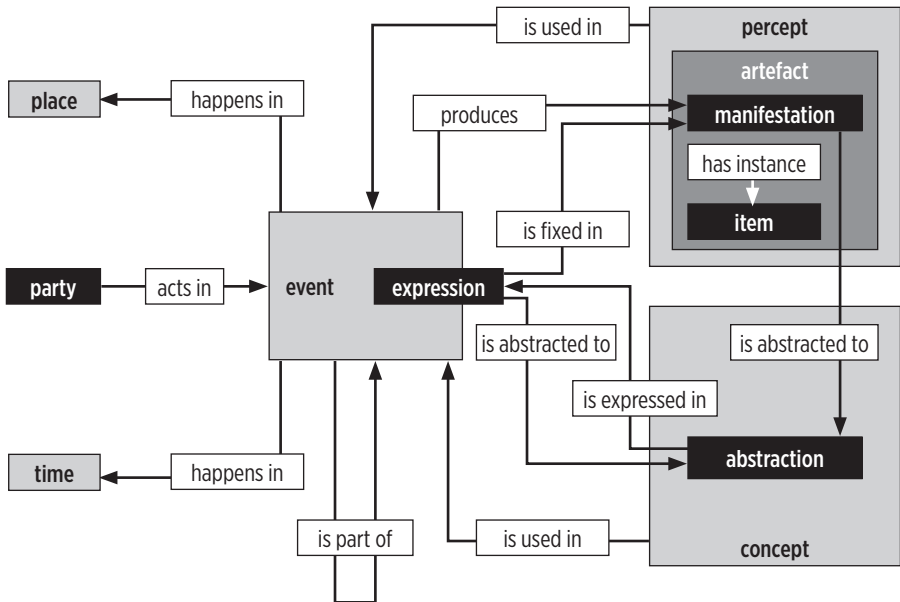 is used in
percept
artefact
place
happens in
produces
manifestation
has instance
is fixed in
item
party
acts in
event
expression
is abstracted to
is abstracted to
is expressed in
abstraction
time
happens in
is part of
is used in
concept